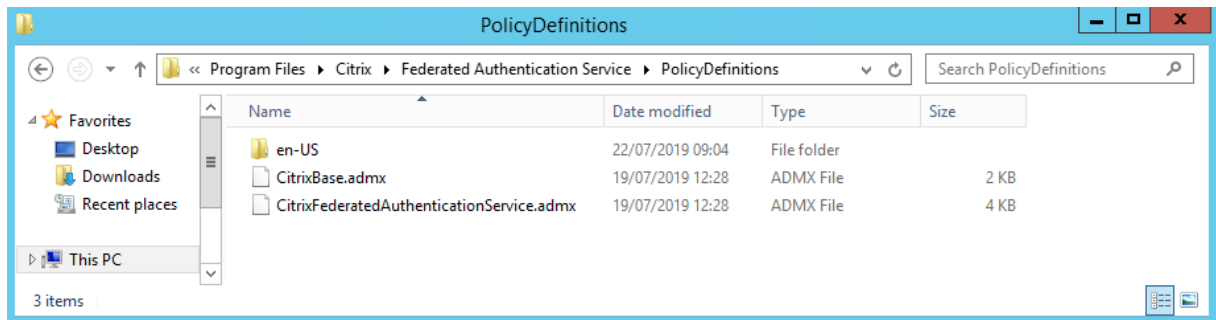 PolicyDefinitions
« Program Files ▸ Citrix ▸ Federated Authentication Service ▸ PolicyDefinitions Search PolicyDefinitions
Name Date modified Type Size
Favorites
Desktop
Downloads
Recent places
This PC
en-US 22/07/2019 09:04 File folder
CitrixBase.admx 19/07/2019 12:28 ADMX File 2 KB
CitrixFederatedAuthenticationService.admx 19/07/2019 12:28 ADMX File 4 KB
3 items